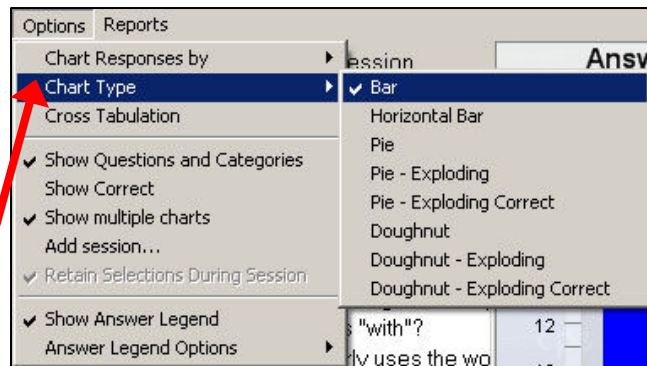 Options Reports
Chart Responses by
Chart Type
Cross Tabulation
Show Questions and Categories
Show Correct
Show multiple charts
Add session...
Retain Selections During Session
Show Answer Legend
Answer Legend Options
Bar
Horizontal Bar
Pie
Pie - Exploding
Pie - Exploding Correct
Doughnut
Doughnut - Exploding
Doughnut - Exploding Correct
"with"? 12
uses the wo